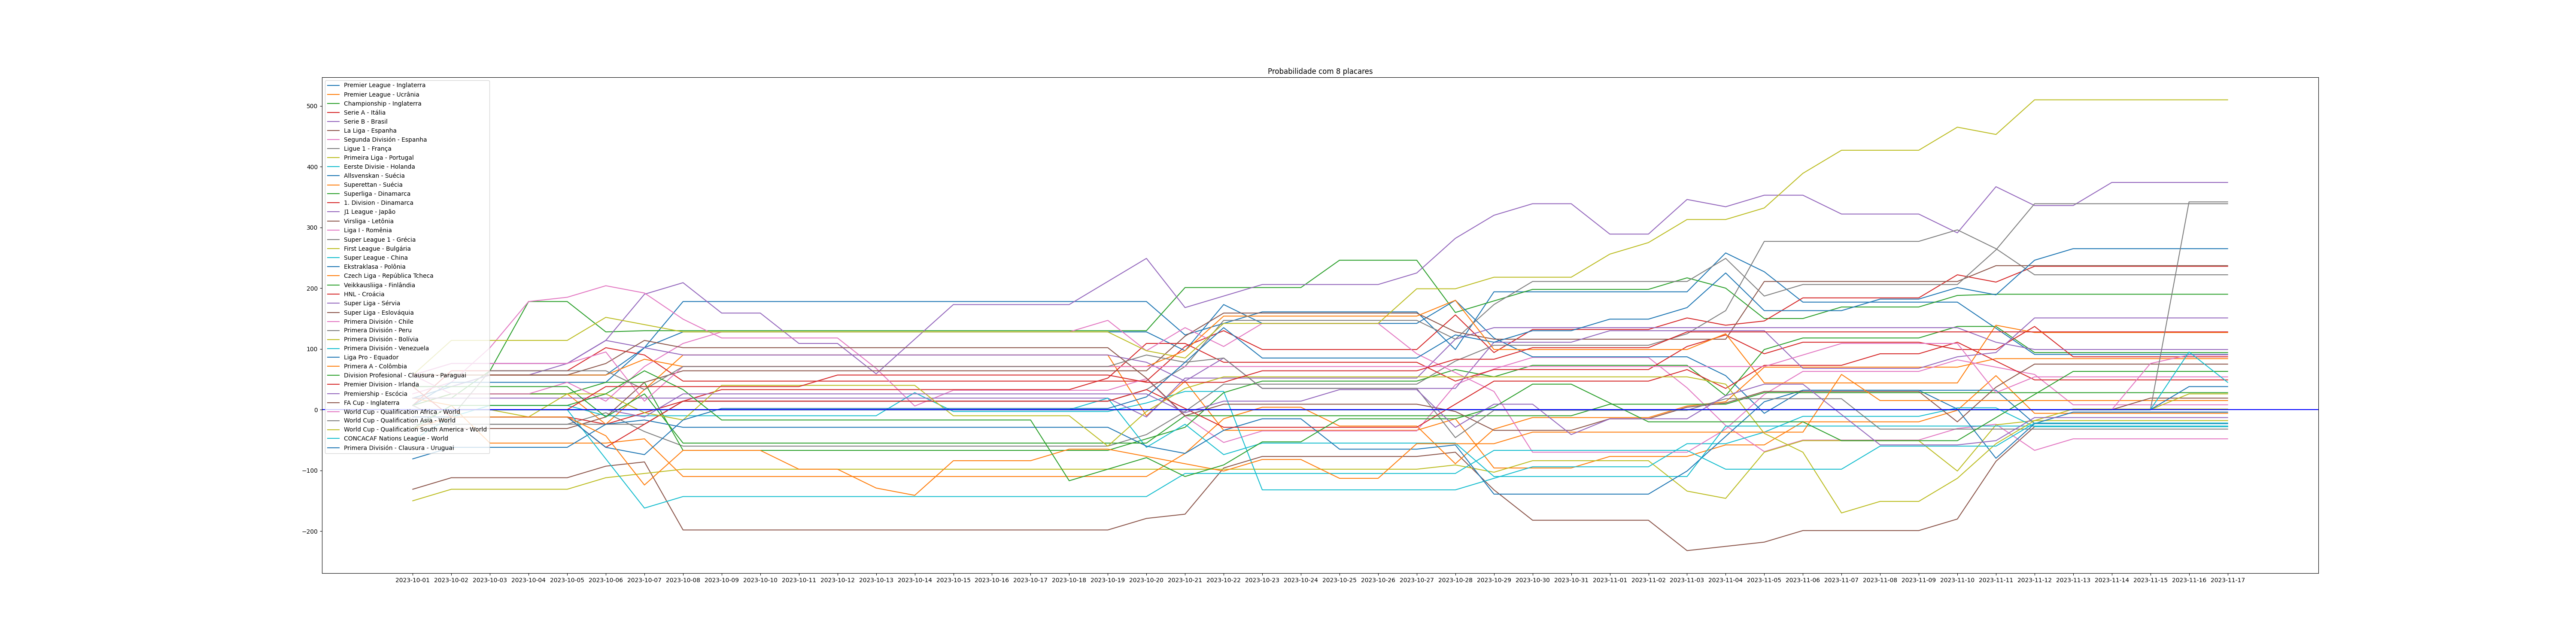 Probabilidade com 8 placares
500
400
300
200
100
0
−100
−200
Premier League - Inglaterra
Premier League - Ucrânia
Championship - Inglaterra
Serie A - Itália
Serie B - Brasil
La Liga - Espanha
Segunda División - Espanha
Ligue 1 - França
Primeira Liga - Portugal
Eerste Divisie - Holanda
Allsvenskan - Suécia
Superettan - Suécia
Superliga - Dinamarca
1. Division - Dinamarca
J1 League - Japão
Virsliga - Letônia
Liga I - Romênia
Super League 1 - Grécia
First League - Bulgária
Super League - China
Ekstraklasa - Polônia
Czech Liga - República Tcheca
Veikkausliiga - Finlândia
HNL - Croácia
Super Liga - Sérvia
Super Liga - Eslováquia
Primera División - Chile
Primera División - Peru
Primera División - Bolívia
Primera División - Venezuela
Liga Pro - Equador
Primera A - Colômbia
Division Profesional - Clausura - Paraguai
Premier Division - Irlanda
Premiership - Escócia
FA Cup - Inglaterra
World Cup - Qualification Africa - World
World Cup - Qualification Asia - World
World Cup - Qualification South America - World
CONCACAF Nations League - World
Primera División - Clausura - Uruguai
2023-10-01 2023-10-02 2023-10-03 2023-10-04 2023-10-05 2023-10-06 2023-10-07 2023-10-08 2023-10-09 2023-10-10 2023-10-11 2023-10-12 2023-10-13 2023-10-14 2023-10-15 2023-10-16 2023-10-17 2023-10-18 2023-10-19 2023-10-20 2023-10-21 2023-10-22 2023-10-23 2023-10-24 2023-10-25 2023-10-26 2023-10-27 2023-10-28 2023-10-29 2023-10-30 2023-10-31 2023-11-01 2023-11-02 2023-11-03 2023-11-04 2023-11-05 2023-11-06 2023-11-07 2023-11-08 2023-11-09 2023-11-10 2023-11-11 2023-11-12 2023-11-13 2023-11-14 2023-11-15 2023-11-16 2023-11-17